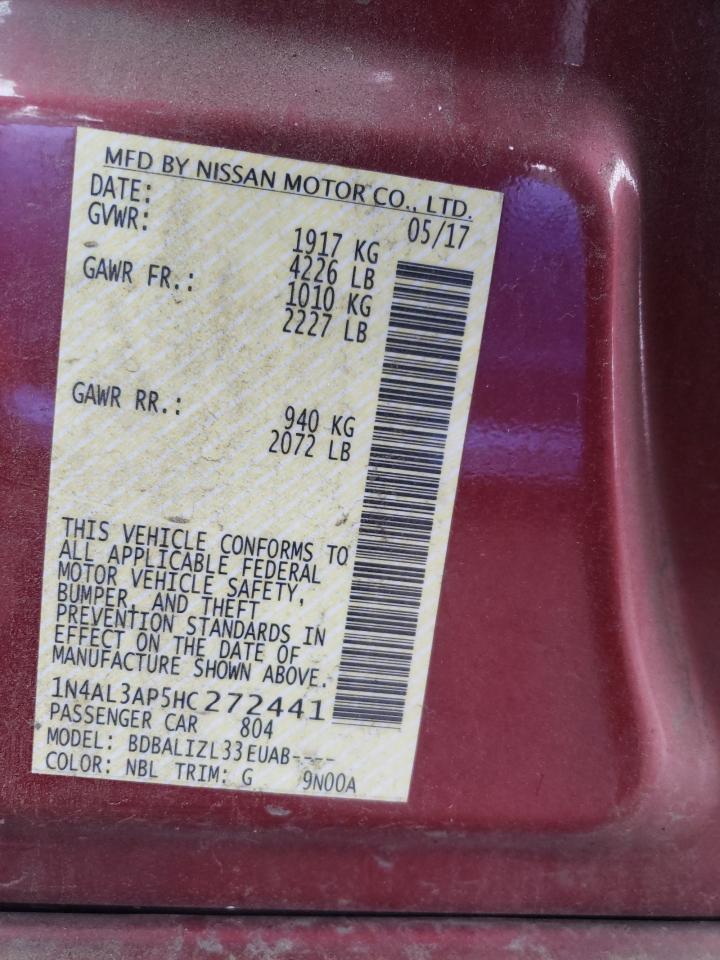 MFD BY NISSAN MOTOR CO., LTD.
DATE: 05/17
GVWR: 1917 KG
4226 LB
GAWR FR.: 1010 KG
2227 LB
GAWR RR.: 940 KG
2072 LB
THIS VEHICLE CONFORMS TO
ALL APPLICABLE FEDERAL
MOTOR VEHICLE SAFETY,
BUMPER, AND THEFT
PREVENTION STANDARDS IN
EFFECT ON THE DATE OF
MANUFACTURE SHOWN ABOVE.
1N4AL3AP5HC272441
PASSENGER CAR 804
MODEL: BDBALIZL33EUAB----
COLOR: NBL TRIM: G 9N00A